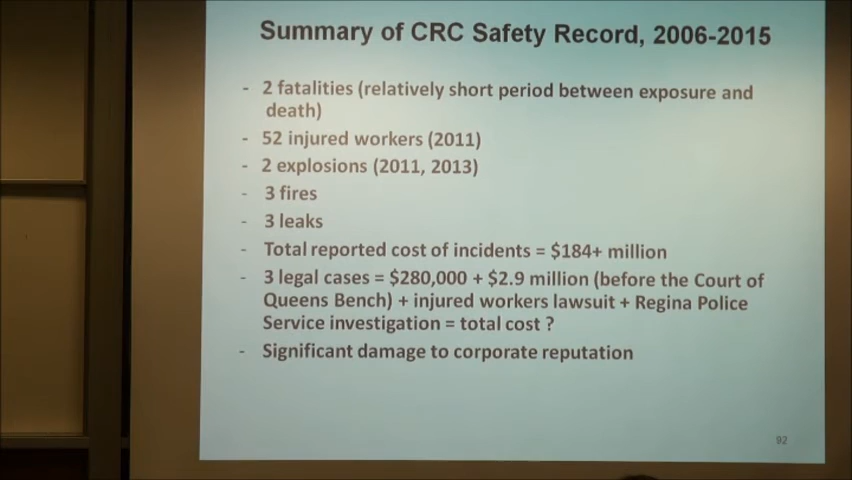 Summary of CRC Safety Record, 2006-2015
- 2 fatalities (relatively short period between exposure and
death)
- 52 injured workers (2011)
- 2 explosions (2011, 2013)
- 3 fires
- 3 leaks
- Total reported cost of incidents = $184+ million
- 3 legal cases = $280,000 + $2.9 million (before the Court of
Queens Bench) + injured workers lawsuit + Regina Police
Service investigation = total cost ?
- Significant damage to corporate reputation
92